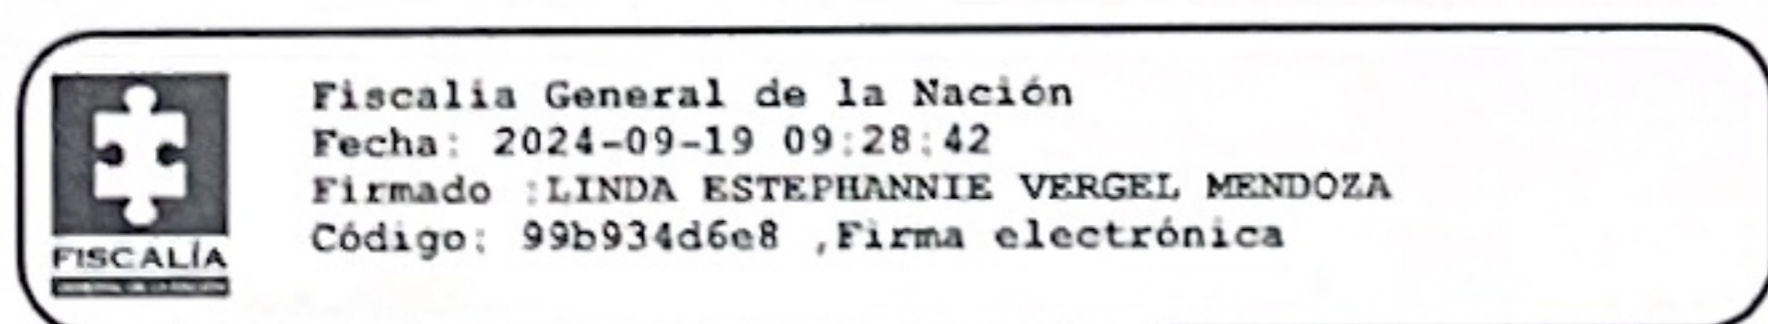 Fiscalia General de la Nación
Fecha: 2024-09-19 09:28:42
Firmado :LINDA ESTEPHANNIE VERGEL MENDOZA
Código: 99b934d6e8 ,Firma electrónica
FISCALÍA